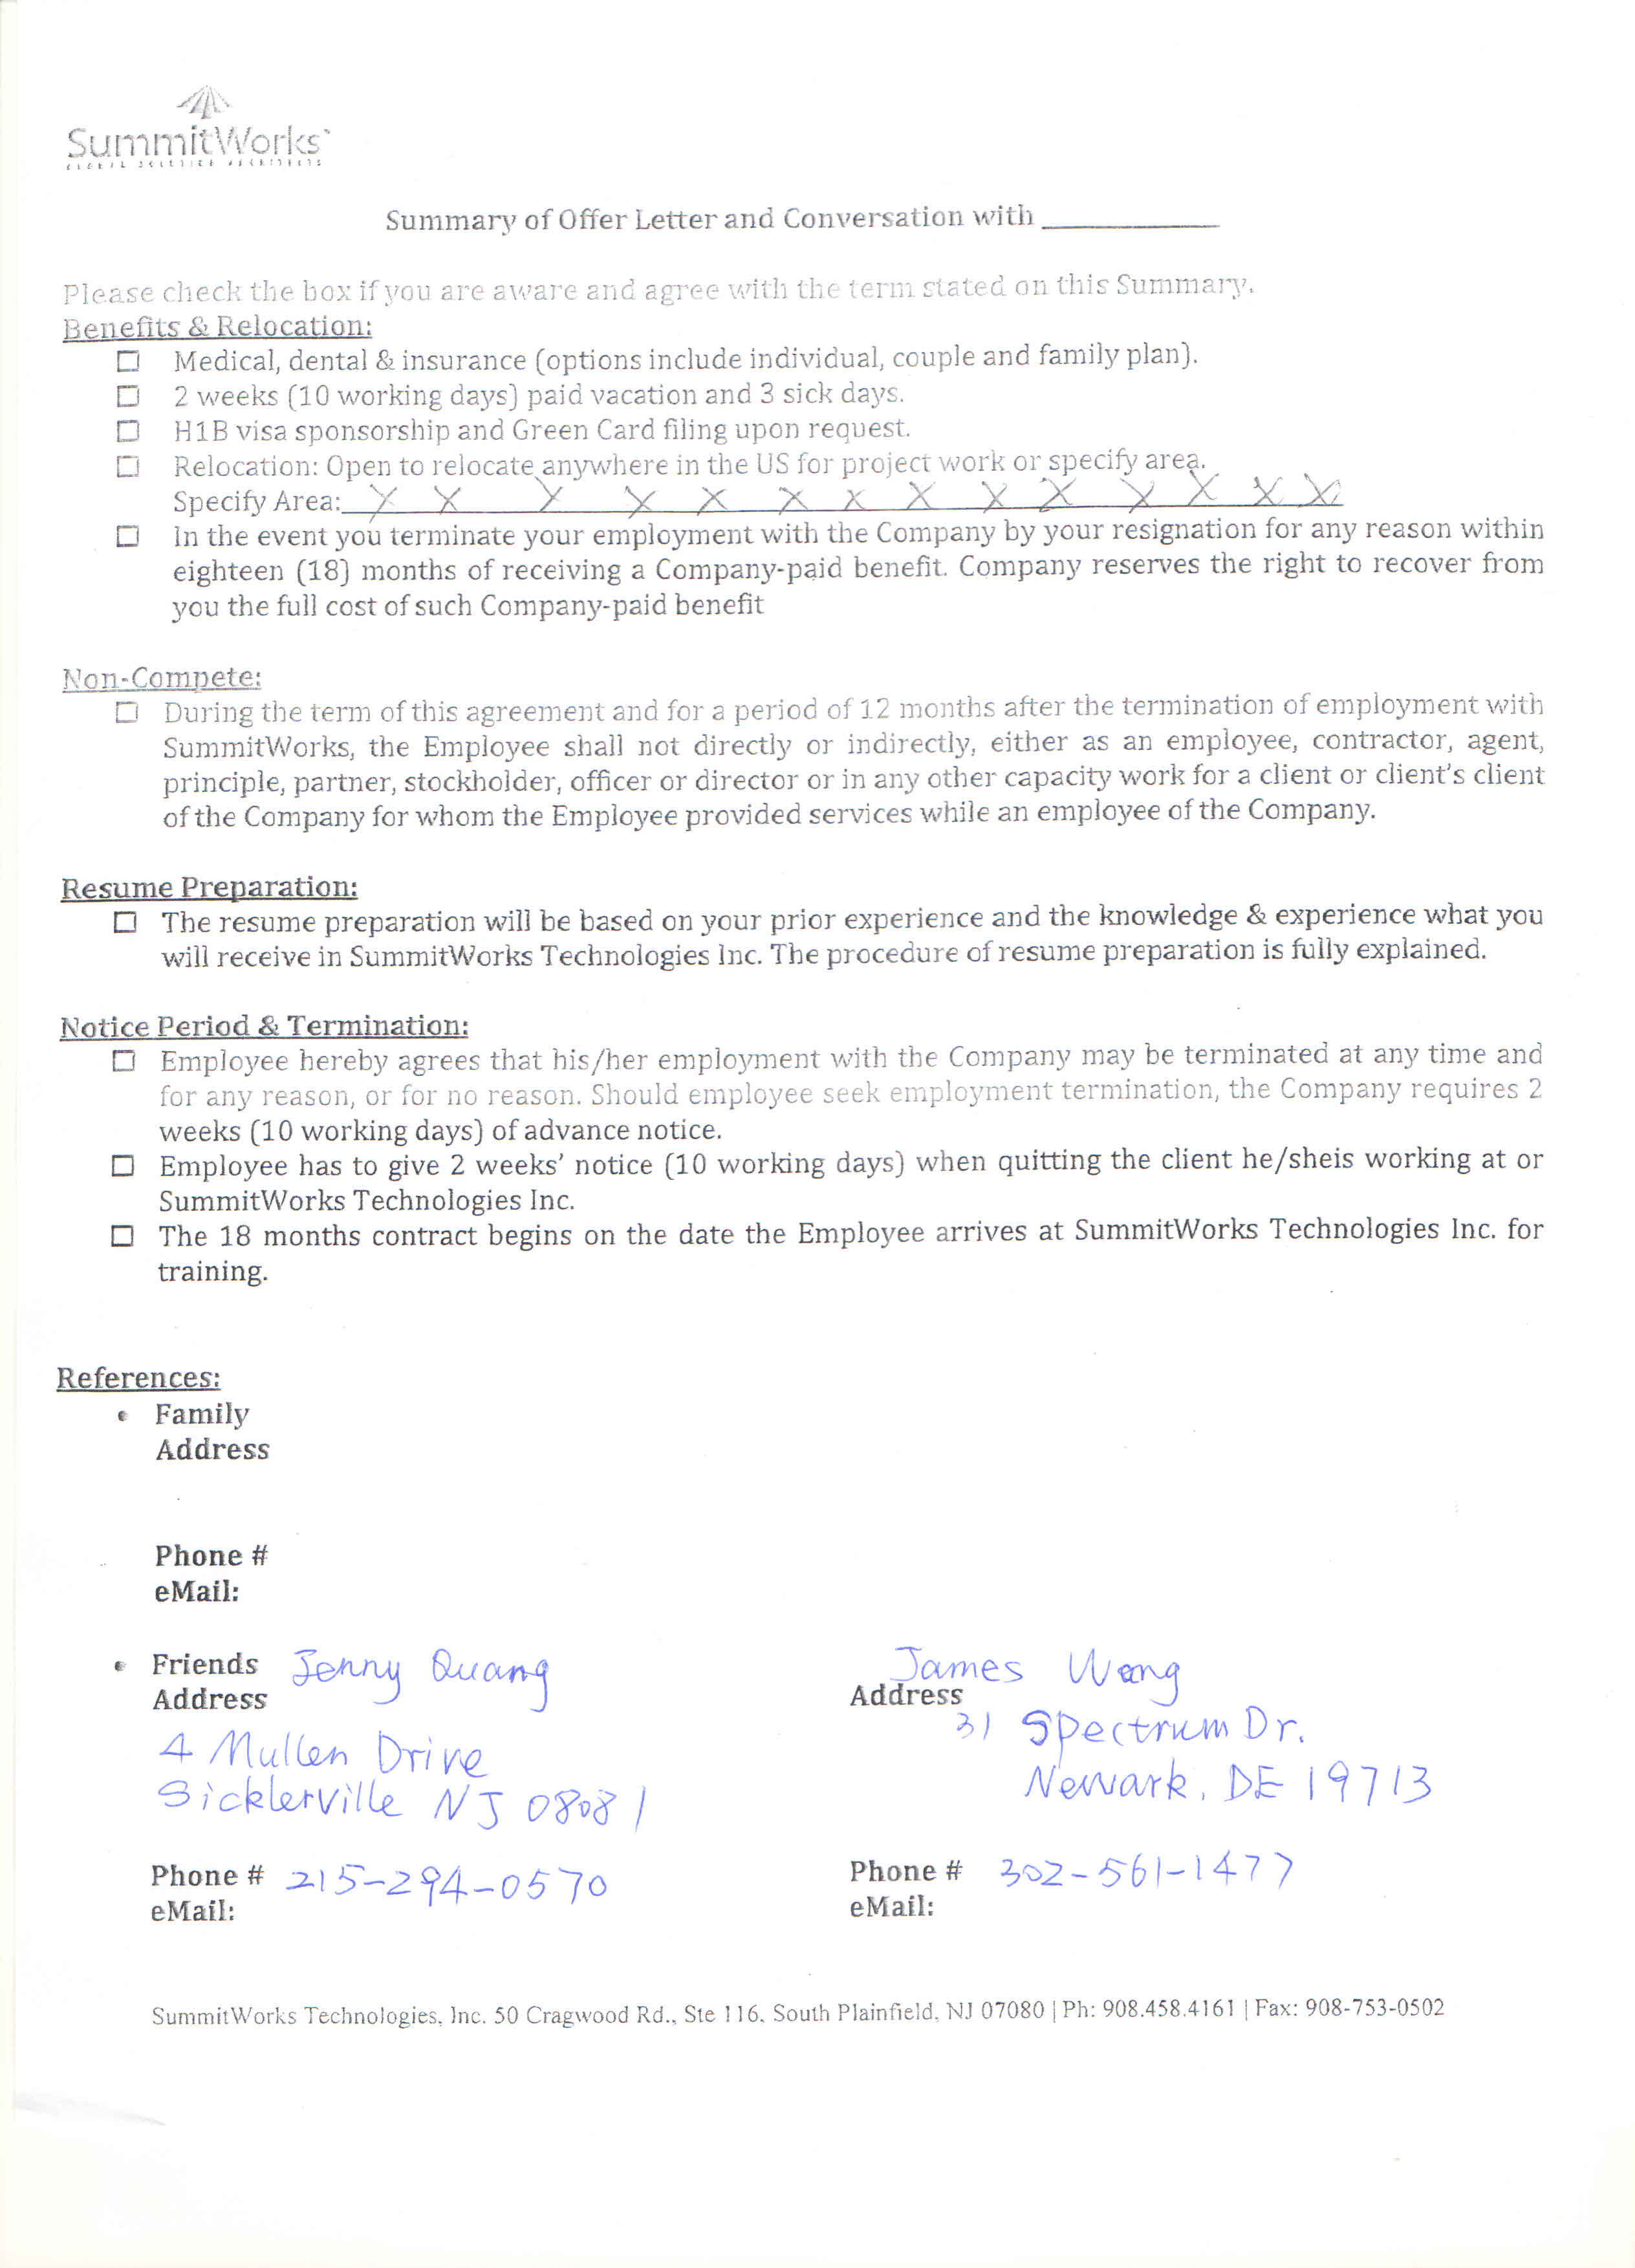 SummitWorks
GLOBAL SOLUTION ARCHITECTS
Summary of Offer Letter and Conversation with ____________
Please check the box if you are aware and agree with the term stated on this Summary.
Benefits & Relocation:
☐ Medical, dental & insurance (options include individual, couple and family plan).
☐ 2 weeks (10 working days) paid vacation and 3 sick days.
☐ H1B visa sponsorship and Green Card filing upon request.
☐ Relocation: Open to relocate anywhere in the US for project work or specify area.
Specify Area: X X X X X X X X X X X X X X
☐ In the event you terminate your employment with the Company by your resignation for any reason within
eighteen (18) months of receiving a Company-paid benefit. Company reserves the right to recover from
you the full cost of such Company-paid benefit
Non-Compete:
☐ During the term of this agreement and for a period of 12 months after the termination of employment with
SummitWorks, the Employee shall not directly or indirectly, either as an employee, contractor, agent,
principle, partner, stockholder, officer or director or in any other capacity work for a client or client's client
of the Company for whom the Employee provided services while an employee of the Company.
Resume Preparation:
☐ The resume preparation will be based on your prior experience and the knowledge & experience what you
will receive in SummitWorks Technologies Inc. The procedure of resume preparation is fully explained.
Notice Period & Termination:
☐ Employee hereby agrees that his/her employment with the Company may be terminated at any time and
for any reason, or for no reason. Should employee seek employment termination, the Company requires 2
weeks (10 working days) of advance notice.
☐ Employee has to give 2 weeks' notice (10 working days) when quitting the client he/sheis working at or
SummitWorks Technologies Inc.
☐ The 18 months contract begins on the date the Employee arrives at SummitWorks Technologies Inc. for
training.
References:
• Family
Address
Phone #
eMail:
• Friends Jenny Quang
Address
4 Mullen Drive
Sicklerville NJ 08081
Phone # 215-294-0570
eMail:
James Wang
Address
31 Spectrum Dr.
Newark, DE 19713
Phone # 302-561-1477
eMail:
SummitWorks Technologies, Inc. 50 Cragwood Rd., Ste 116, South Plainfield, NJ 07080 | Ph: 908.458.4161 | Fax: 908-753-0502